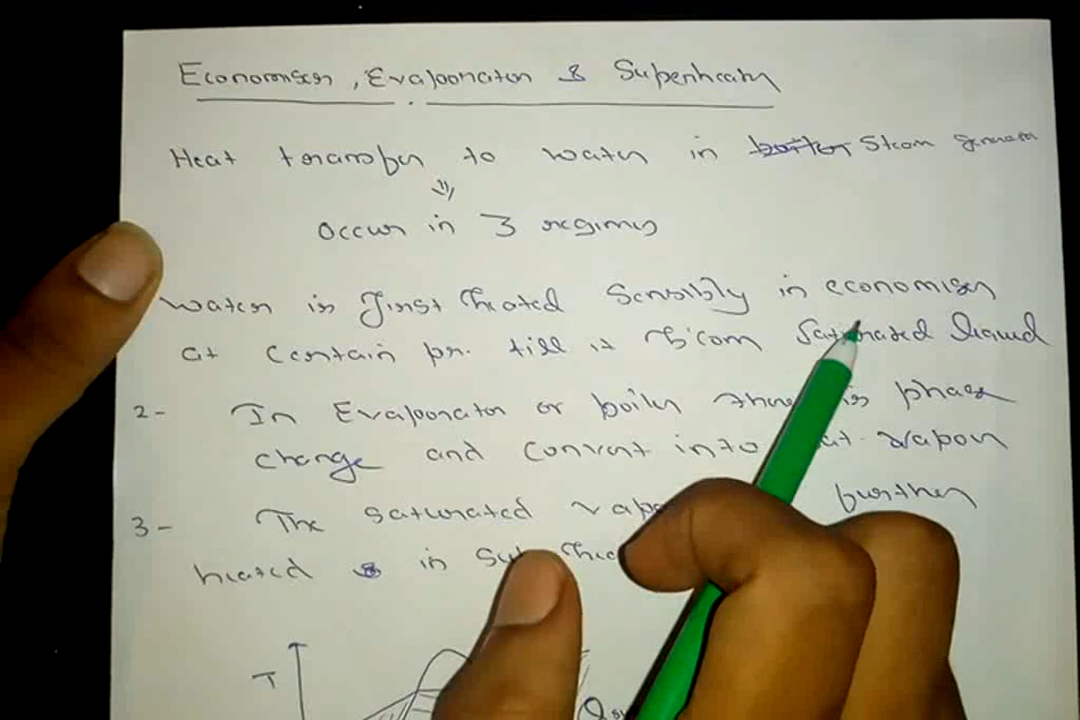 Economiser, Evaporator & Superheater
Heat transfer to water in boiler Steam generator
occur in 3 regimes
water is first heated sensibly in economiser
at certain pr. till it b'com Saturated liquid
2- In Evaporator or boiler there is phase
change and convert into sat. vapor
3- The saturated further
heated & in
T